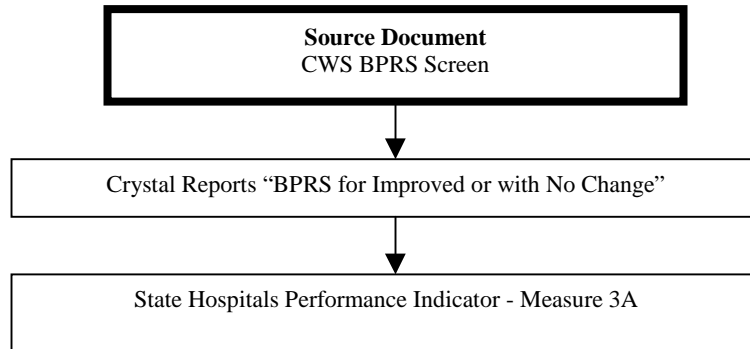 Source Document
CWS BPRS Screen
Crystal Reports “BPRS for Improved or with No Change”
State Hospitals Performance Indicator - Measure 3A